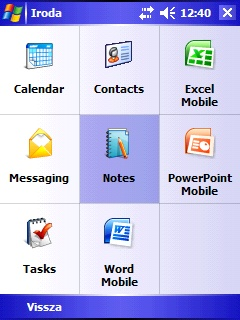 Iroda 12:40
Calendar
Contacts
Excel
Mobile
Messaging
Notes
PowerPoint
Mobile
Tasks
Word
Mobile
Vissza